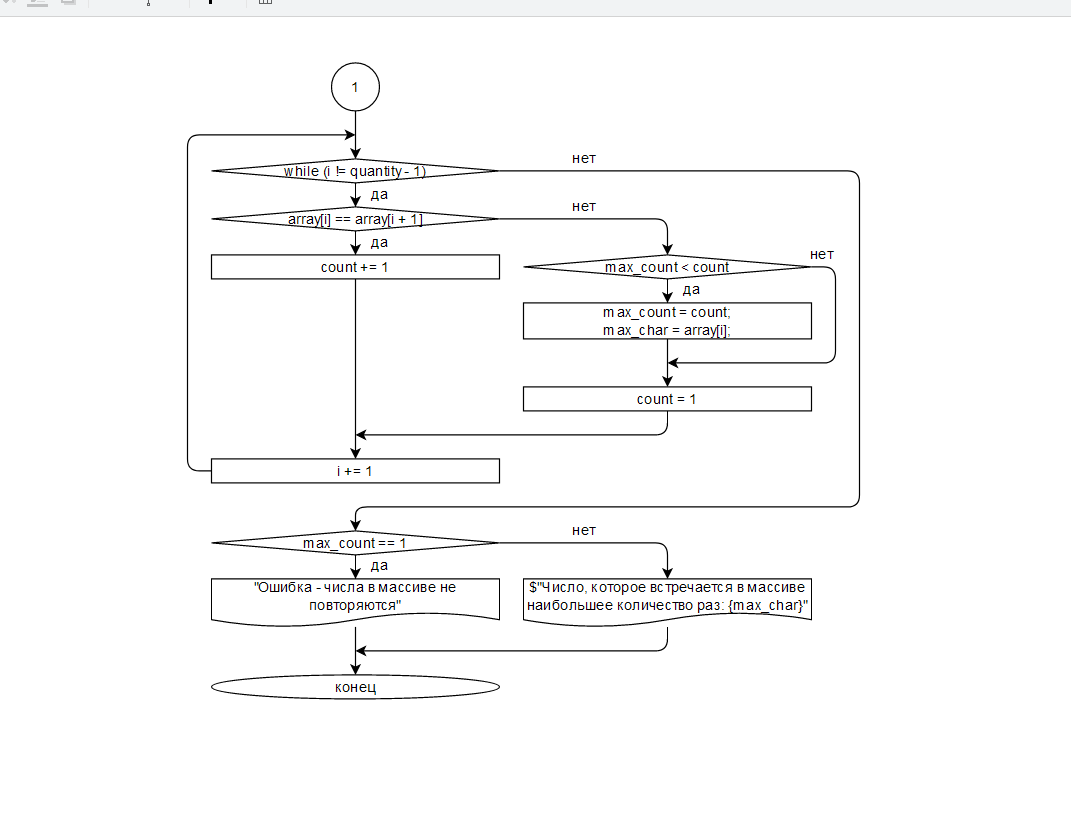 1
while (i != quantity - 1)
нет
да
array[i] == array[i + 1]
нет
да
count += 1
max_count < count
нет
да
max_count = count;
max_char = array[i];
count = 1
i += 1
max_count == 1
нет
да
"Ошибка - числа в массиве не
повторяются"
$"Число, которое встречается в массиве
наибольшее количество раз: {max_char}"
конец